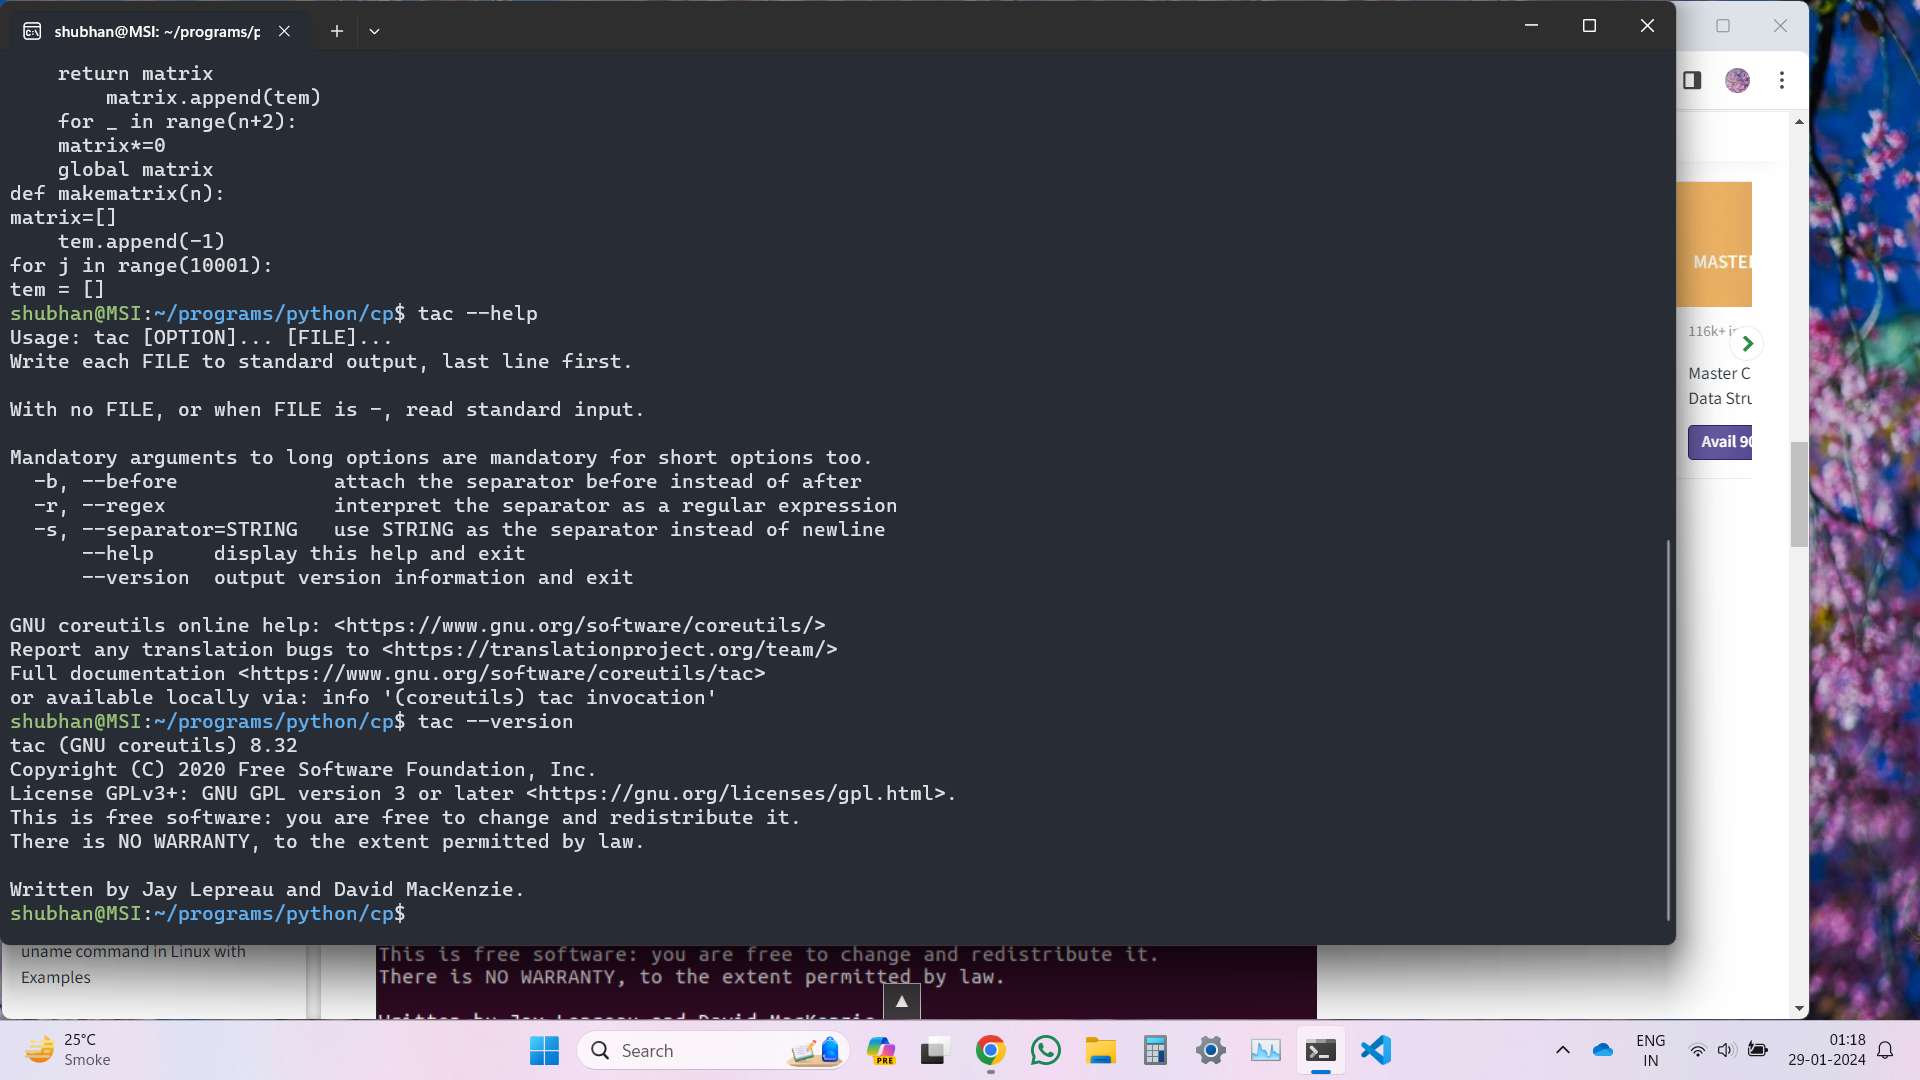 shubhan@MSI: ~/programs/p
    return matrix
        matrix.append(tem)
    for _ in range(n+2):
    matrix*=0
    global matrix
def makematrix(n):
matrix=[]
    tem.append(-1)
for j in range(10001):
tem = []
shubhan@MSI:~/programs/python/cp$ tac --help
Usage: tac [OPTION]... [FILE]...
Write each FILE to standard output, last line first.

With no FILE, or when FILE is -, read standard input.

Mandatory arguments to long options are mandatory for short options too.
  -b, --before             attach the separator before instead of after
  -r, --regex              interpret the separator as a regular expression
  -s, --separator=STRING   use STRING as the separator instead of newline
      --help     display this help and exit
      --version  output version information and exit

GNU coreutils online help: <https://www.gnu.org/software/coreutils/>
Report any translation bugs to <https://translationproject.org/team/>
Full documentation <https://www.gnu.org/software/coreutils/tac>
or available locally via: info '(coreutils) tac invocation'
shubhan@MSI:~/programs/python/cp$ tac --version
tac (GNU coreutils) 8.32
Copyright (C) 2020 Free Software Foundation, Inc.
License GPLv3+: GNU GPL version 3 or later <https://gnu.org/licenses/gpl.html>.
This is free software: you are free to change and redistribute it.
There is NO WARRANTY, to the extent permitted by law.

Written by Jay Lepreau and David MacKenzie.
shubhan@MSI:~/programs/python/cp$
MASTER
116k+
Master C
Data Stru
Avail 90
uname command in Linux with
Examples
This is free software: you are free to change and redistribute it.
There is NO WARRANTY, to the extent permitted by law.
Written by Jay Lepreau and David MacKenzie
25°C
Smoke
Search
PRE
ENG
IN
01:18
29-01-2024